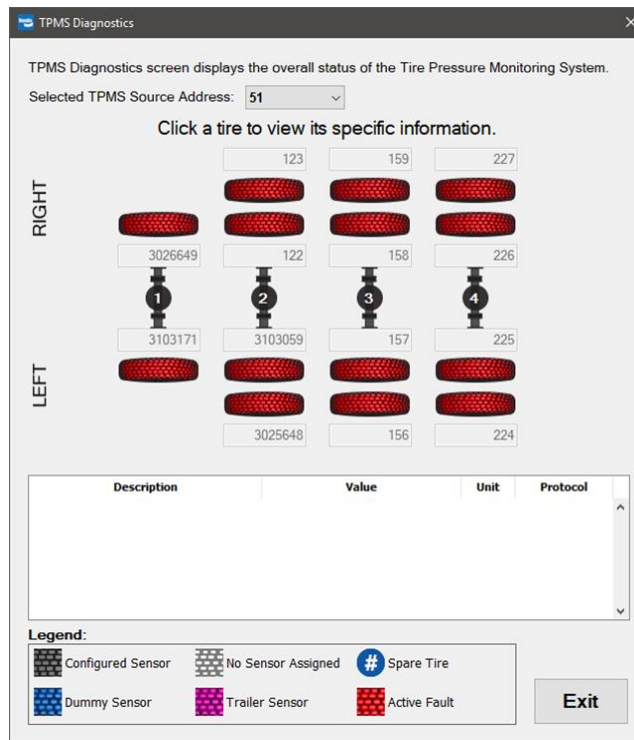 TPMS Diagnostics
TPMS Diagnostics screen displays the overall status of the Tire Pressure Monitoring System.
Selected TPMS Source Address: 51
Click a tire to view its specific information.
123 159 227
RIGHT
3026649 122 158 226
1 2 3 4
3103171 3103059 157 225
LEFT
3025648 156 224
Description Value Unit Protocol
Legend:
Configured Sensor No Sensor Assigned # Spare Tire
Dummy Sensor Trailer Sensor Active Fault
Exit